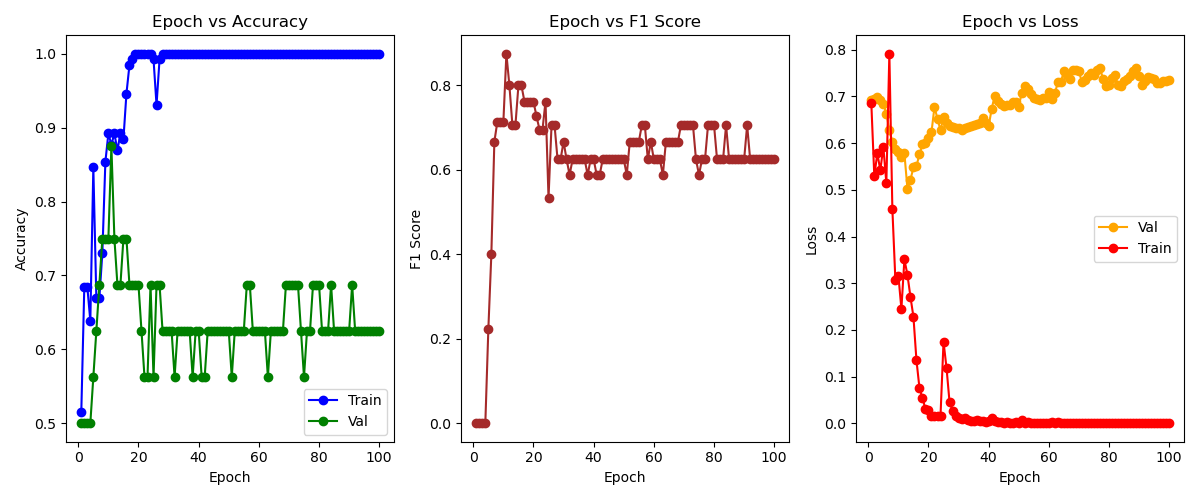 Epoch vs Accuracy
1.0
0.9
0.8
0.7
0.6
0.5
Accuracy
0 20 40 60 80 100
Epoch
Train
Val
Epoch vs F1 Score
0.8
0.6
0.4
0.2
0.0
F1 Score
0 20 40 60 80 100
Epoch
Epoch vs Loss
0.8
0.7
0.6
0.5
0.4
0.3
0.2
0.1
0.0
Loss
0 20 40 60 80 100
Epoch
Val
Train